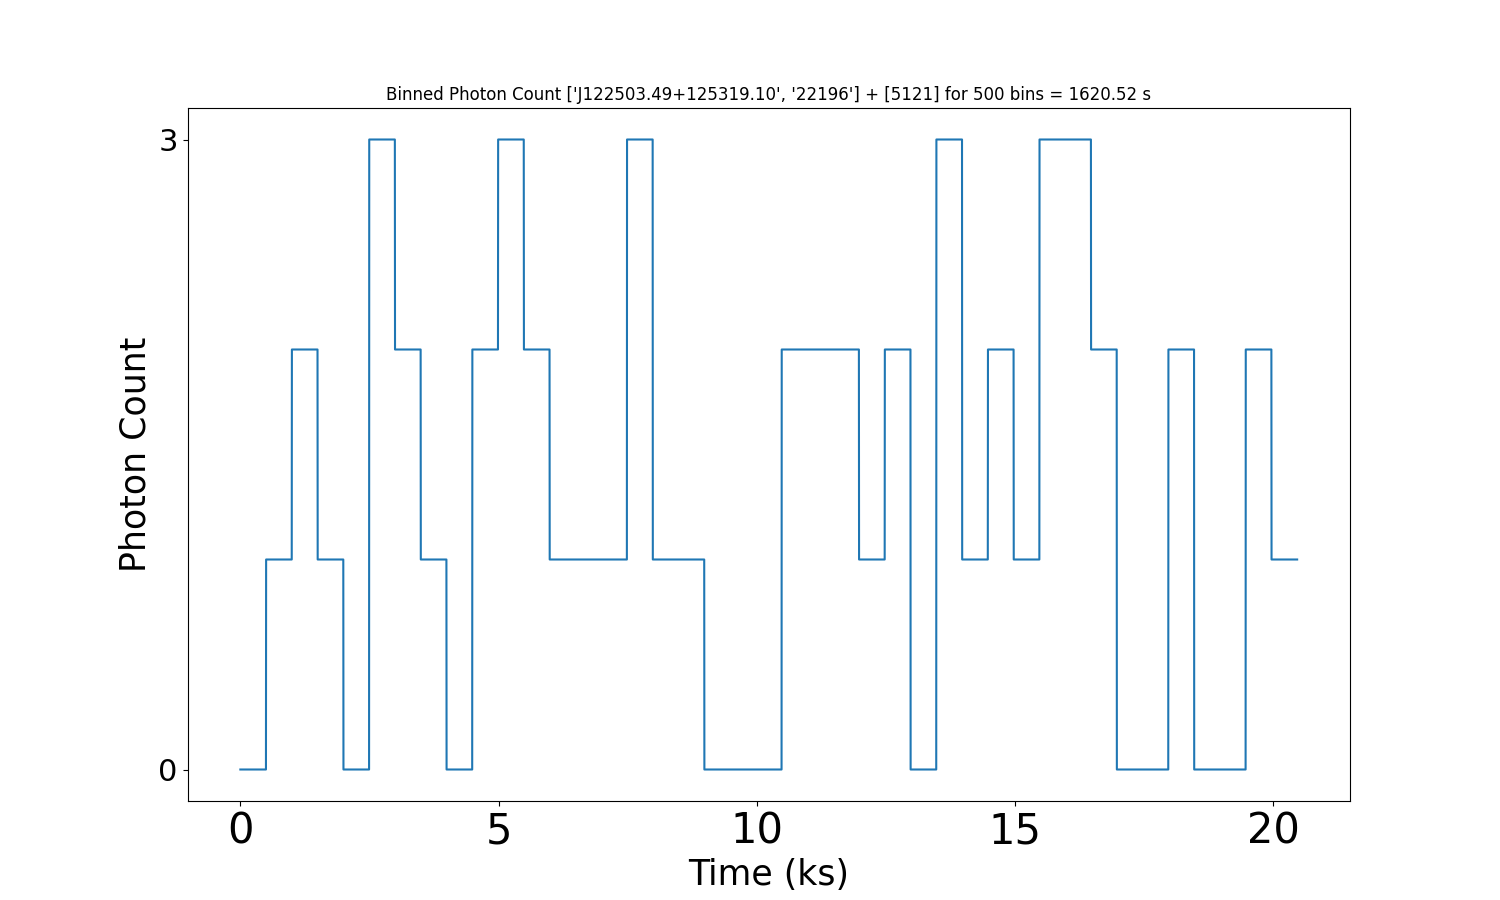 Binned Photon Count ['J122503.49+125319.10', '22196'] + [5121] for 500 bins = 1620.52 s
3
Photon Count
0
0 5 10 15 20
Time (ks)